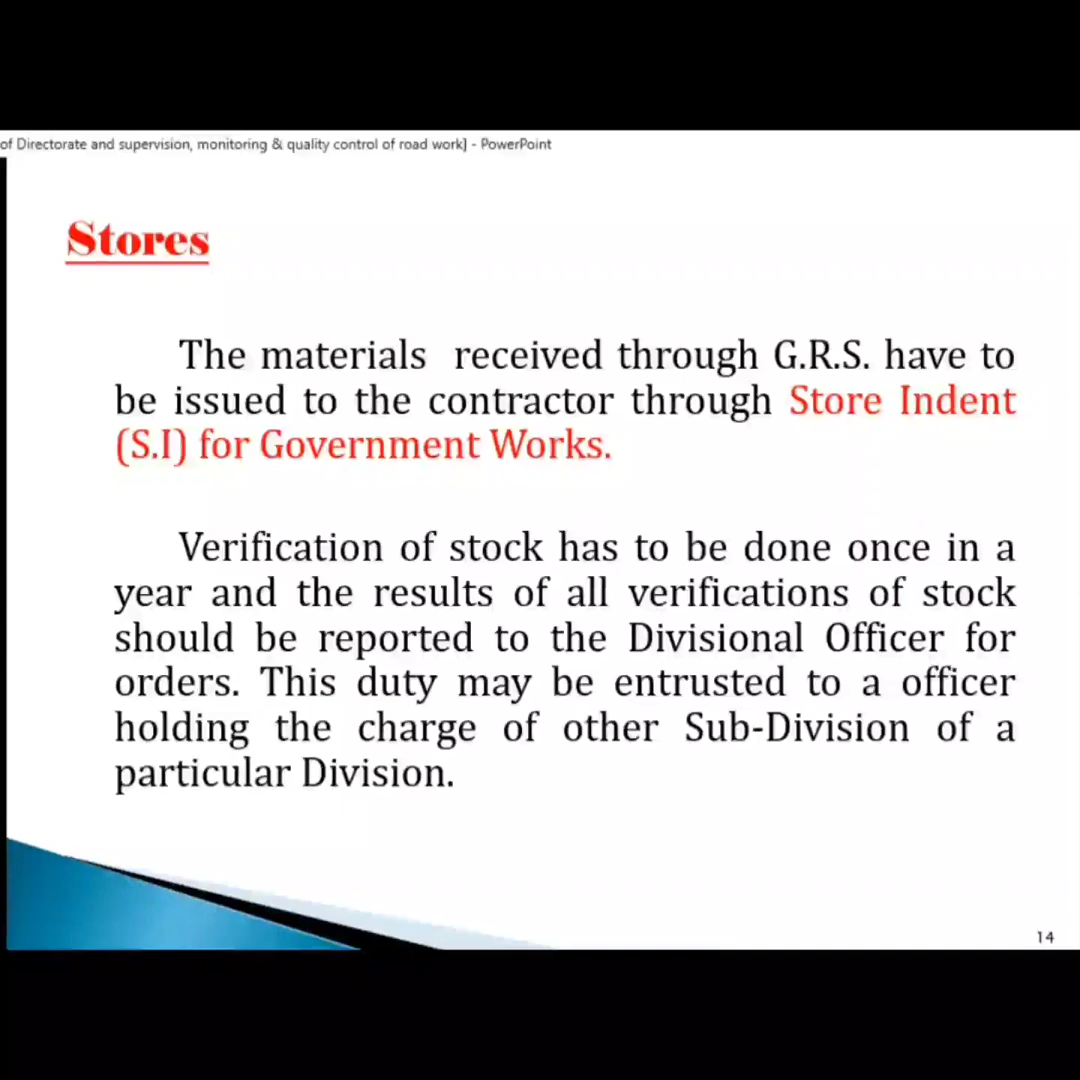 of Directorate and supervision, monitoring & quality control of road work] - PowerPoint
Stores
The materials received through G.R.S. have to
be issued to the contractor through Store Indent
(S.I) for Government Works.
Verification of stock has to be done once in a
year and the results of all verifications of stock
should be reported to the Divisional Officer for
orders. This duty may be entrusted to a officer
holding the charge of other Sub-Division of a
particular Division.
14